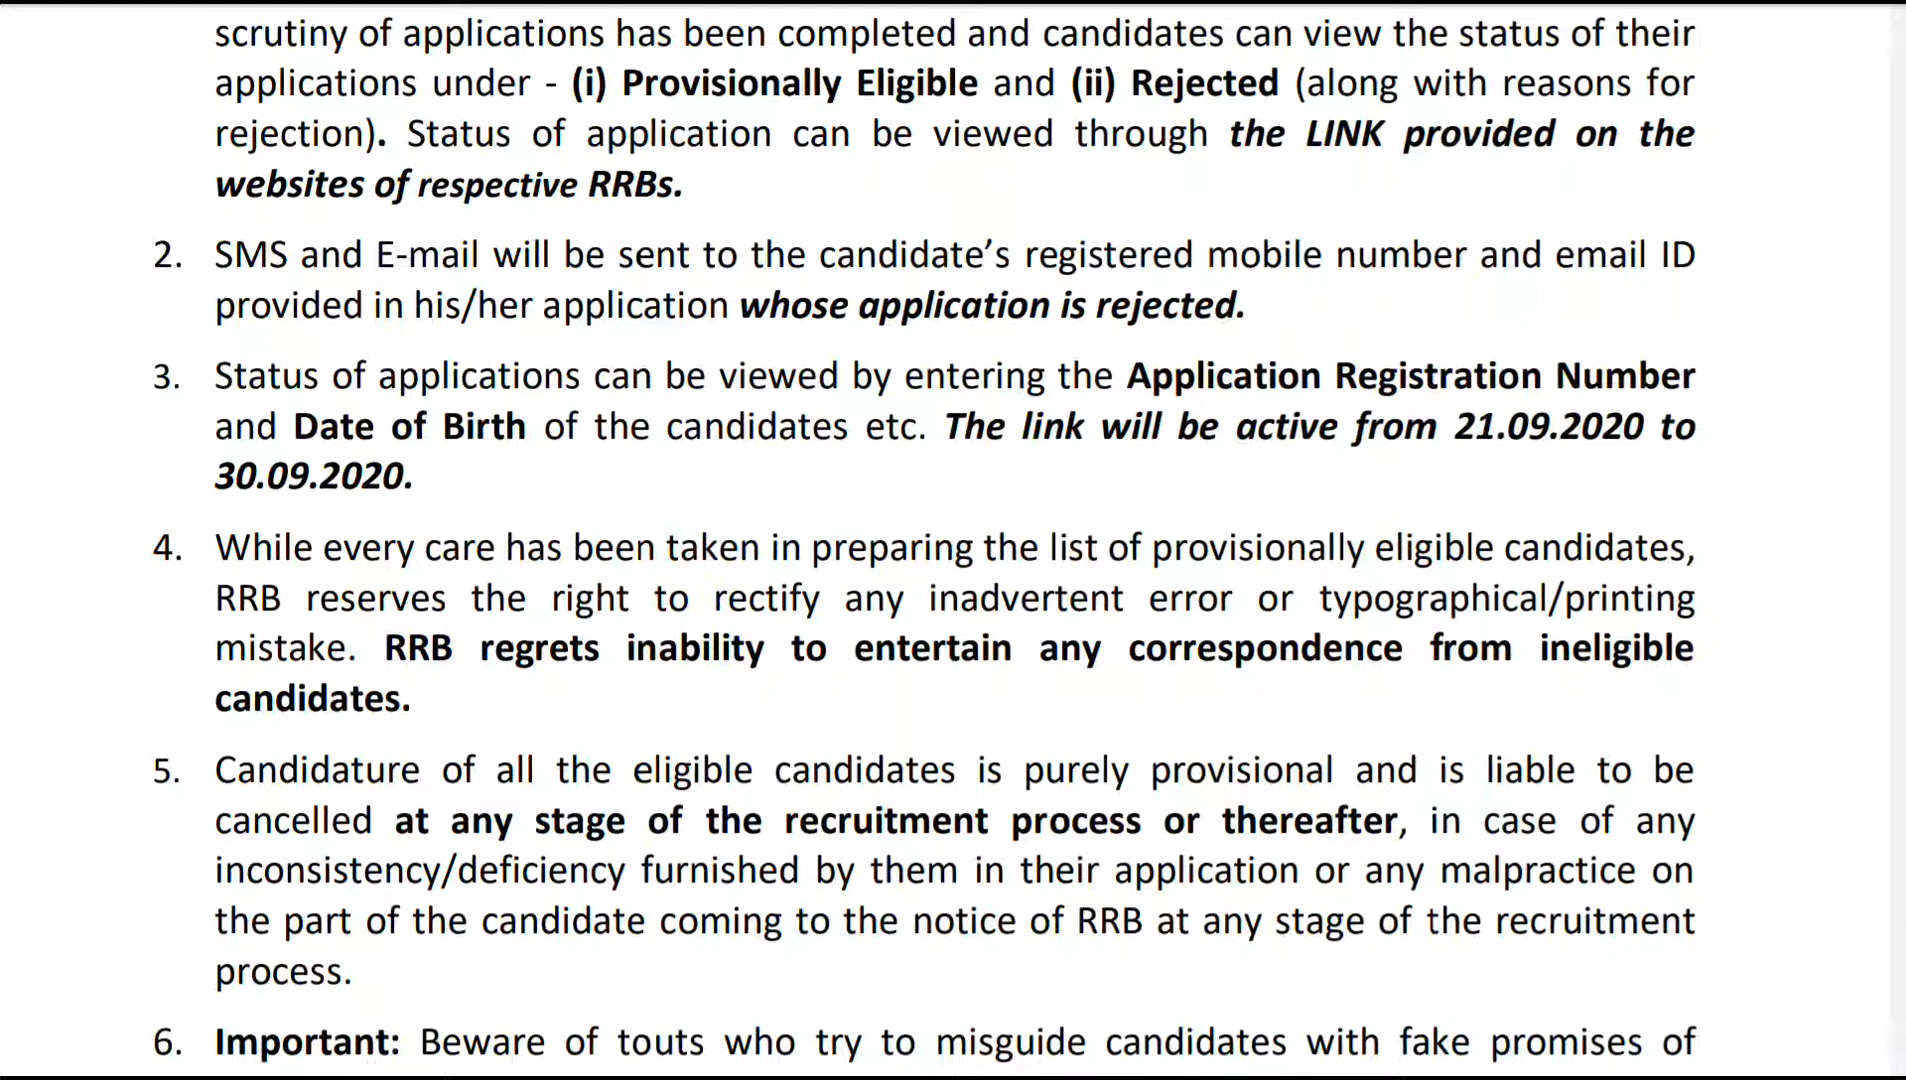 scrutiny of applications has been completed and candidates can view the status of their
applications under - (i) Provisionally Eligible and (ii) Rejected (along with reasons for
rejection). Status of application can be viewed through the LINK provided on the
websites of respective RRBs.
2. SMS and E-mail will be sent to the candidate’s registered mobile number and email ID
provided in his/her application whose application is rejected.
3. Status of applications can be viewed by entering the Application Registration Number
and Date of Birth of the candidates etc. The link will be active from 21.09.2020 to
30.09.2020.
4. While every care has been taken in preparing the list of provisionally eligible candidates,
RRB reserves the right to rectify any inadvertent error or typographical/printing
mistake. RRB regrets inability to entertain any correspondence from ineligible
candidates.
5. Candidature of all the eligible candidates is purely provisional and is liable to be
cancelled at any stage of the recruitment process or thereafter, in case of any
inconsistency/deficiency furnished by them in their application or any malpractice on
the part of the candidate coming to the notice of RRB at any stage of the recruitment
process.
6. Important: Beware of touts who try to misguide candidates with fake promises of